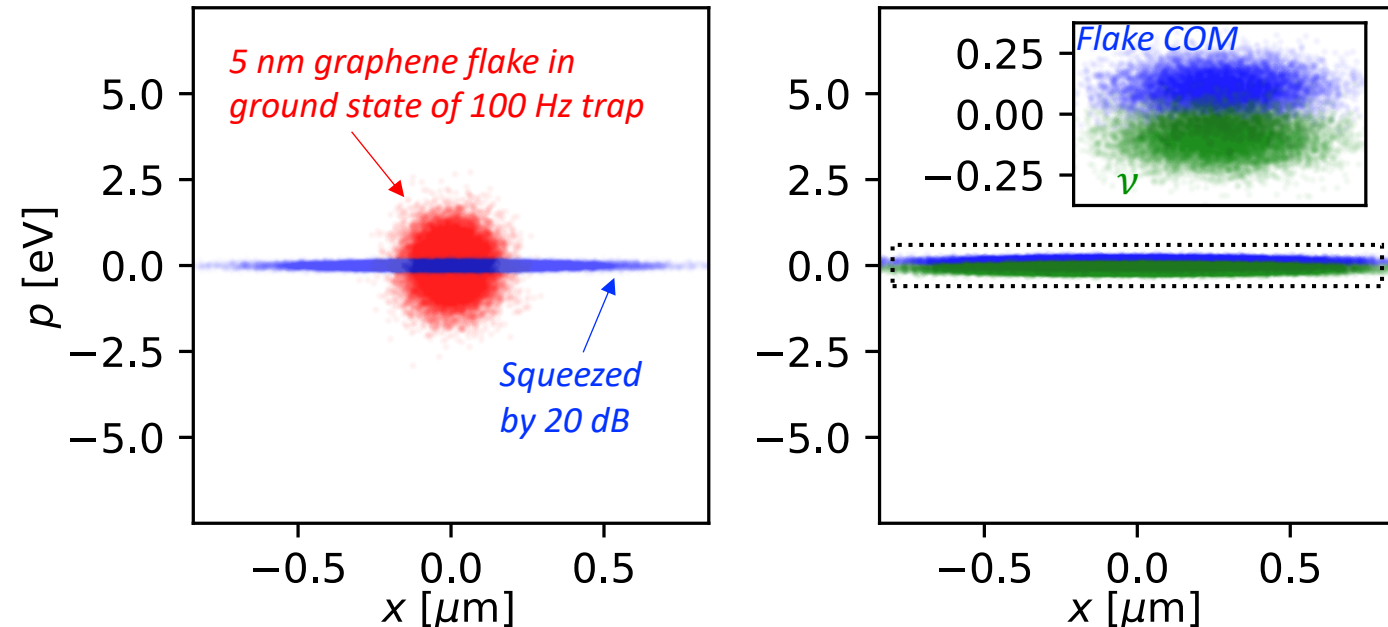 5 nm graphene flake in
ground state of 100 Hz trap
Squeezed
by 20 dB
p [eV]
5.0
2.5
0.0
−2.5
−5.0
−0.5
0.0
0.5
x [μm]
Flake COM
0.25
0.00
−0.25
ν
5.0
2.5
0.0
−2.5
−5.0
−0.5
0.0
0.5
x [μm]